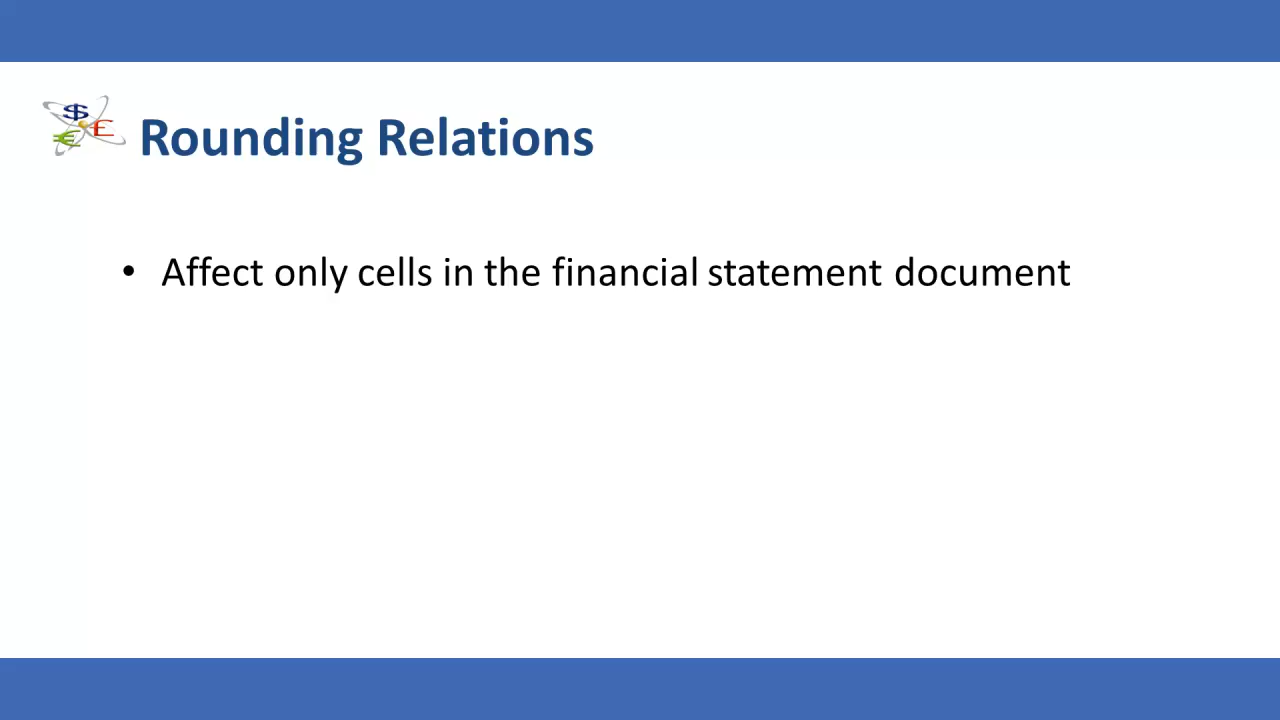 $
€ £
Rounding Relations
• Affect only cells in the financial statement document